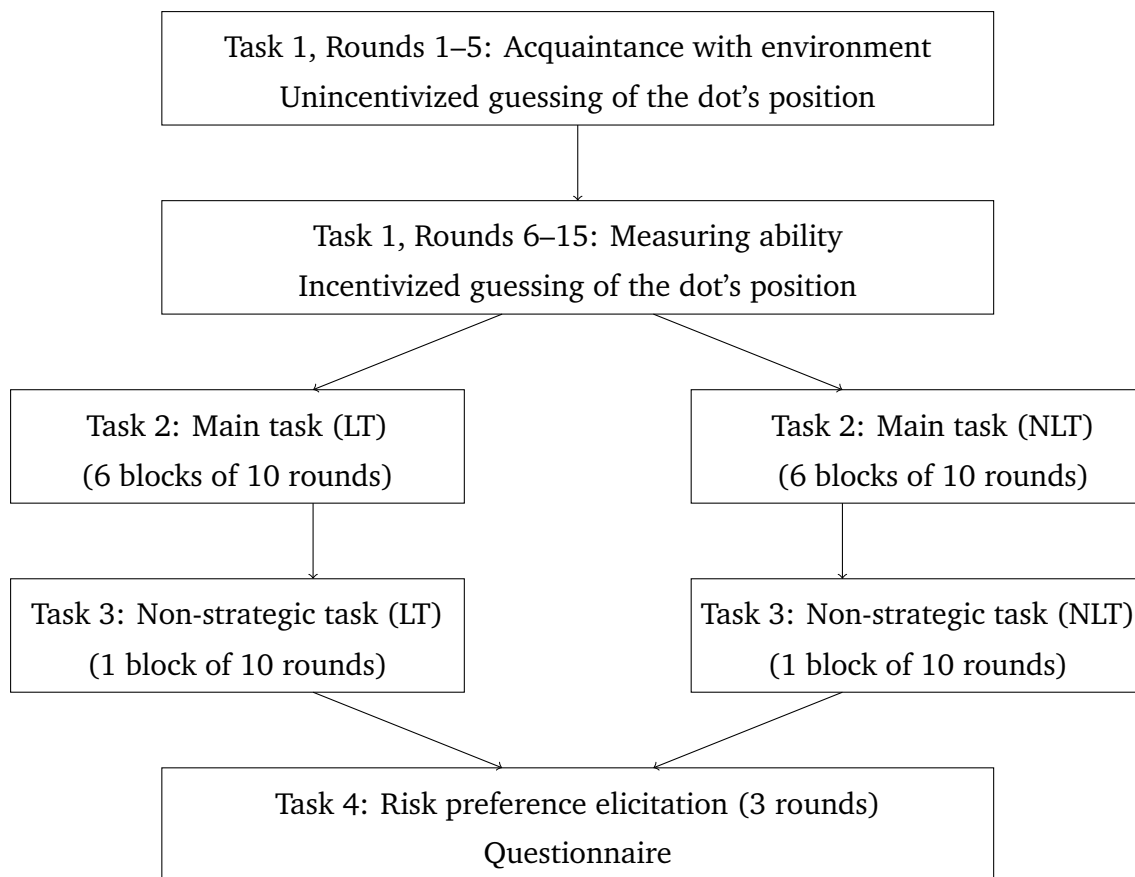 Task 1, Rounds 1–5: Acquaintance with environment
Unincentivized guessing of the dot’s position
Task 1, Rounds 6–15: Measuring ability
Incentivized guessing of the dot’s position
Task 2: Main task (LT)
(6 blocks of 10 rounds)
Task 2: Main task (NLT)
(6 blocks of 10 rounds)
Task 3: Non-strategic task (LT)
(1 block of 10 rounds)
Task 3: Non-strategic task (NLT)
(1 block of 10 rounds)
Task 4: Risk preference elicitation (3 rounds)
Questionnaire